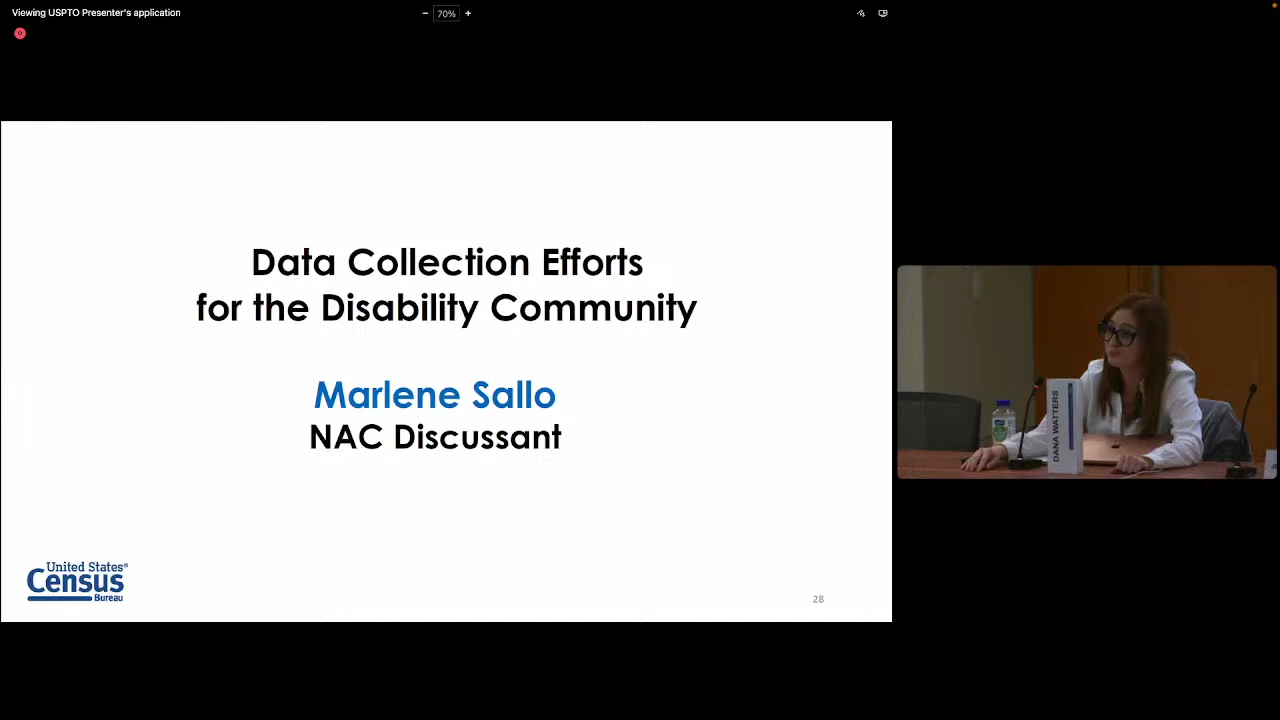 Viewing USPTO Presenter's application
− 70% +
Data Collection Efforts
for the Disability Community
Marlene Sallo
NAC Discussant
United States®
Census
Bureau
28
DANA WATTERS